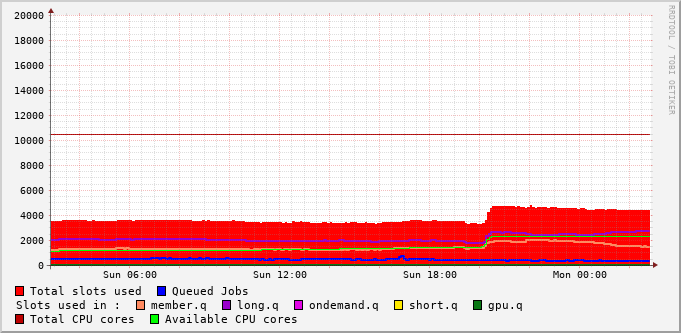 RRDTOOL / TOBI OETIKER
20000
18000
16000
14000
12000
10000
8000
6000
4000
2000
0
Sun 06:00 Sun 12:00 Sun 18:00 Mon 00:00
Total slots used Queued Jobs
Slots used in : member.q long.q ondemand.q short.q gpu.q
Total CPU cores Available CPU cores